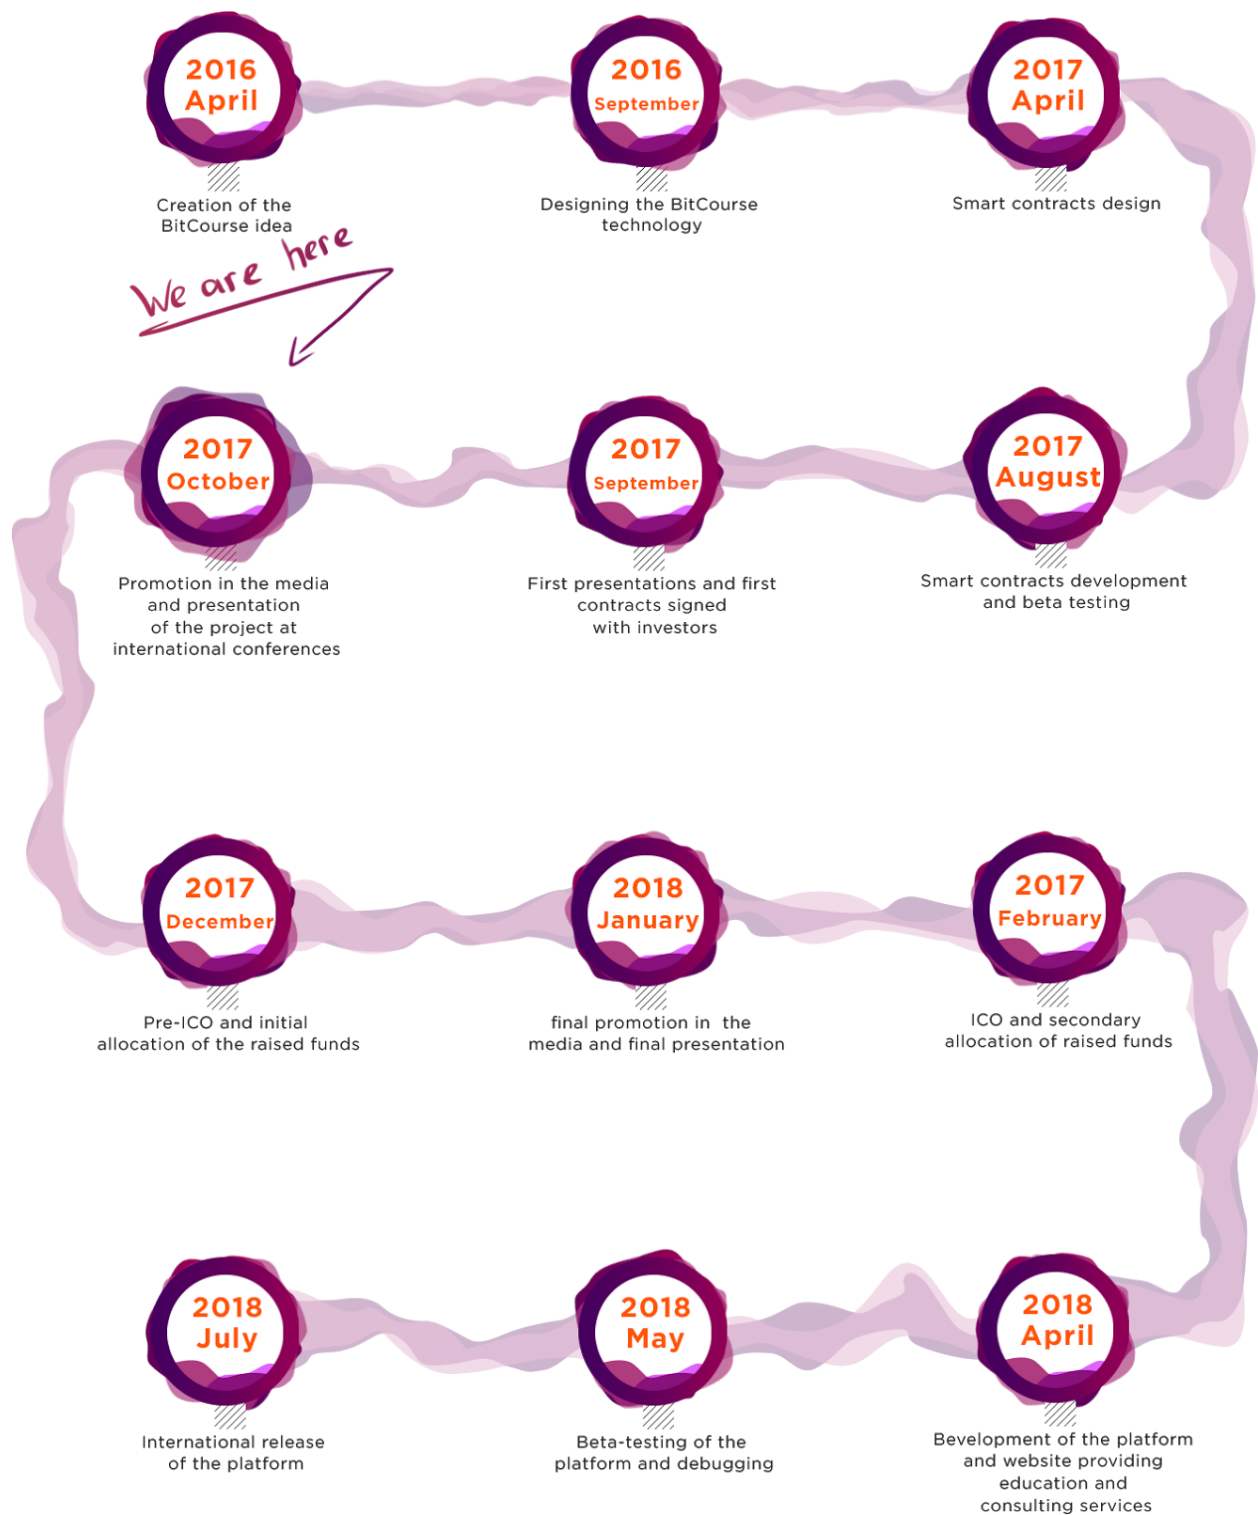 2016
April
Creation of the
BitCourse idea
2016
September
Designing the BitCourse
technology
2017
April
Smart contracts design
We are here
2017
August
Smart contracts development
and beta testing
2017
September
First presentations and first
contracts signed
with investors
2017
October
Promotion in the media
and presentation
of the project at
international conferences
2017
December
Pre-ICO and initial
allocation of the raised funds
2018
January
final promotion in the
media and final presentation
2017
February
ICO and secondary
allocation of raised funds
2018
April
Bevelopment of the platform
and website providing
education and
consulting services
2018
May
Beta-testing of the
platform and debugging
2018
July
International release
of the platform